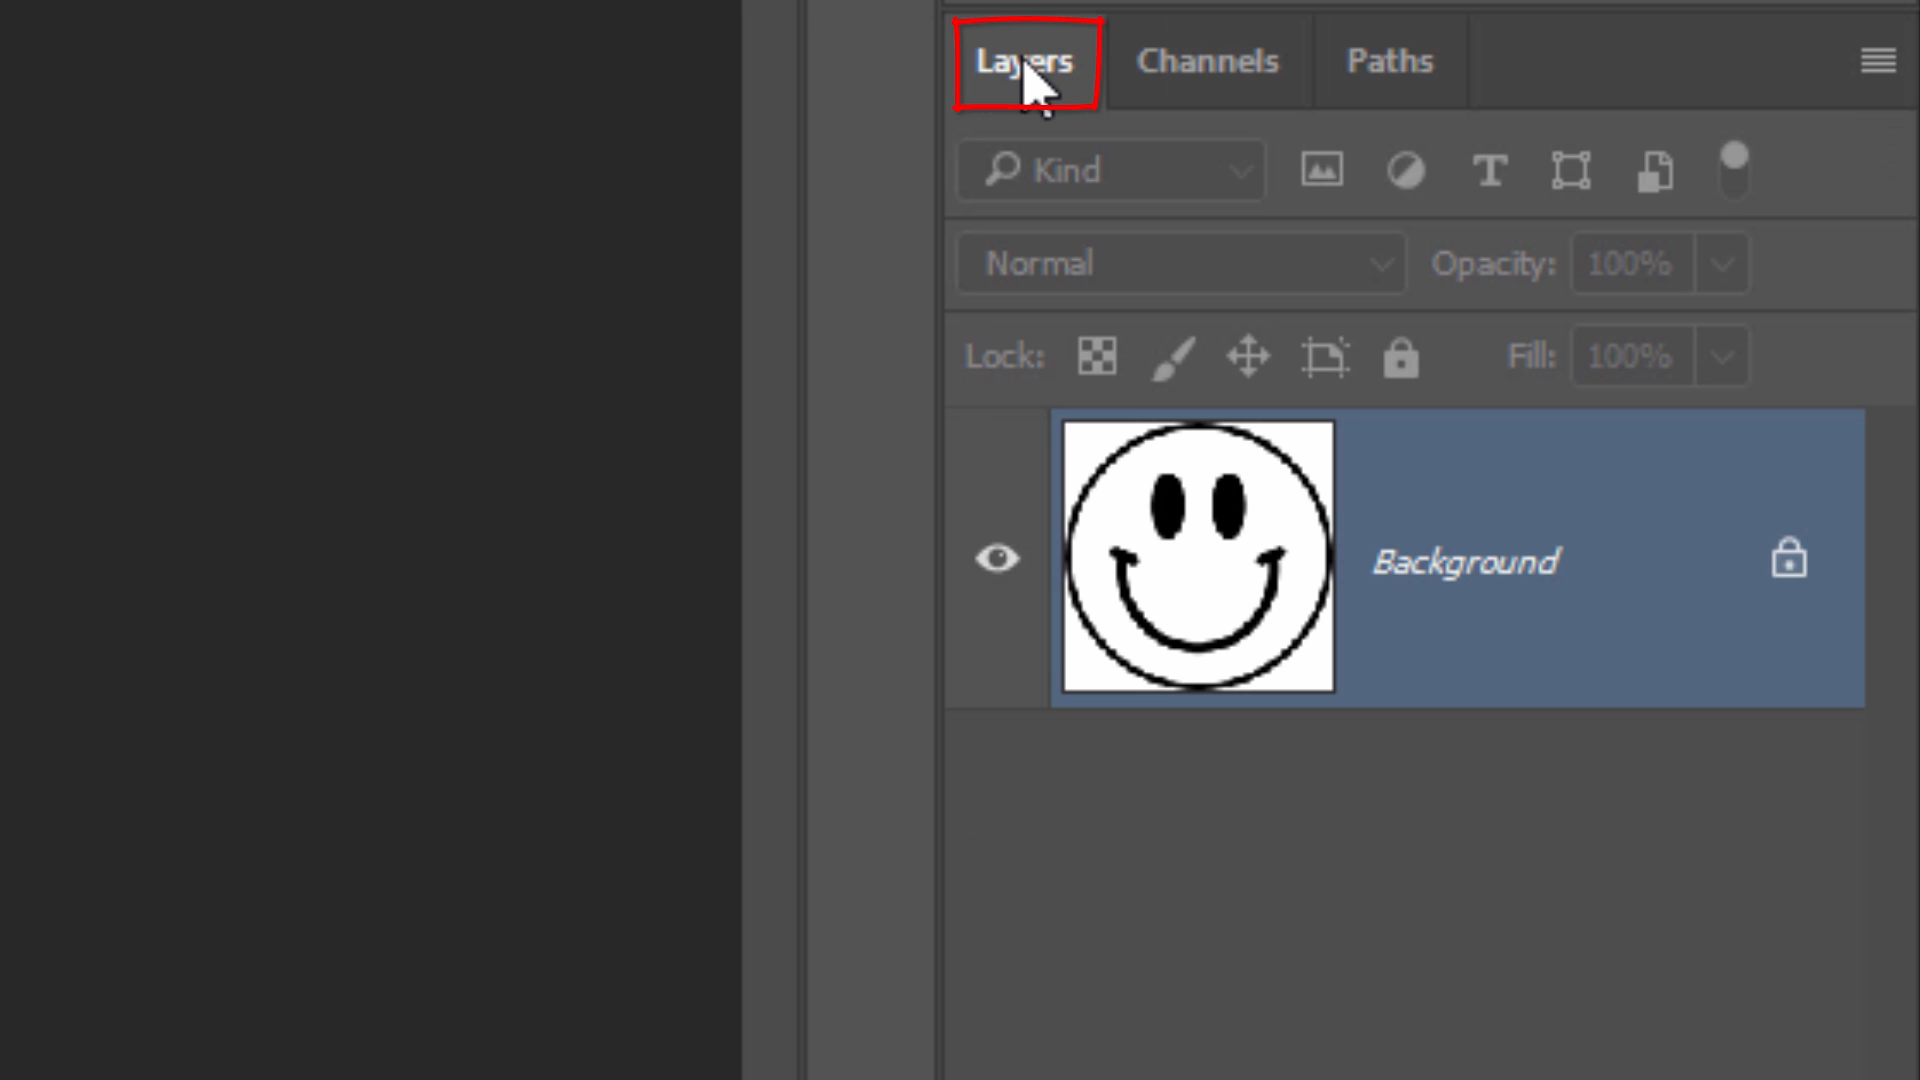 Layers Channels Paths
Kind T
Normal Opacity: 100%
Lock: Fill: 100%
Background